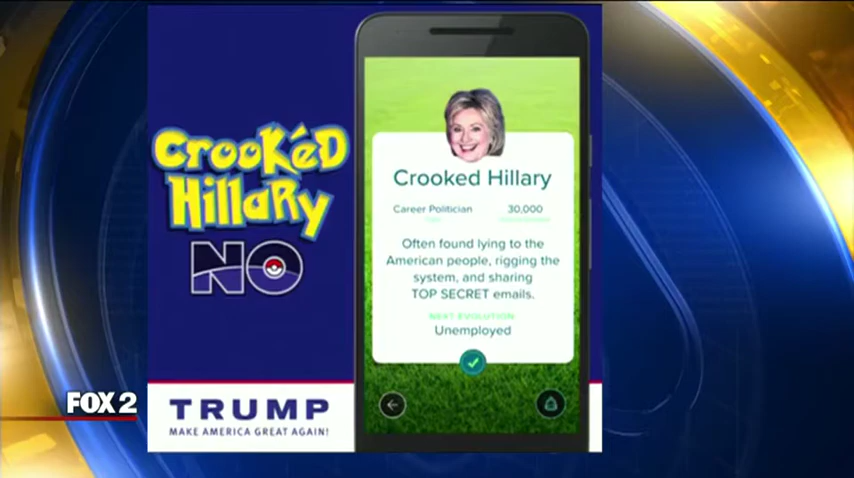 CrooKéD
HillaRy
NO
Crooked Hillary
Career Politician
30,000
Often found lying to the
American people, rigging the
system, and sharing
TOP SECRET emails.
NEXT EVOLUTION
Unemployed
FOX 2
TRUMP
MAKE AMERICA GREAT AGAIN!